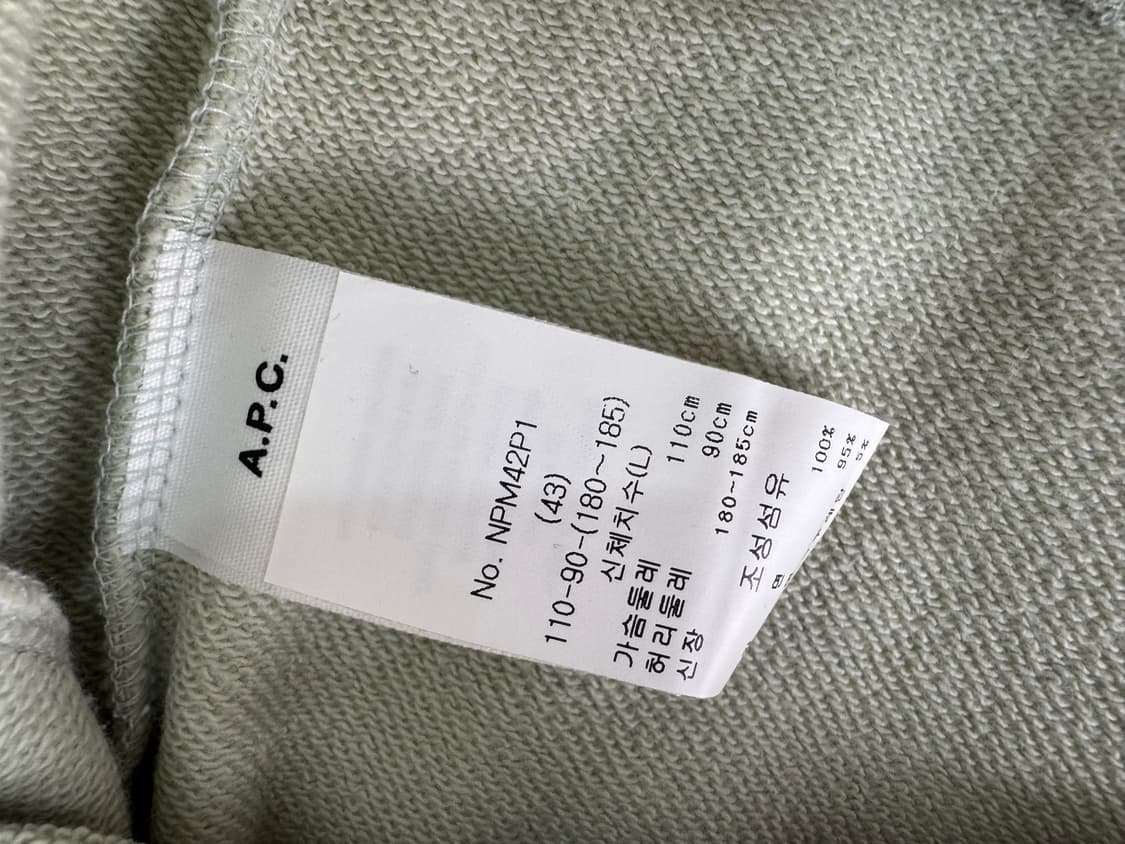 A.P.C.
No. NPM42P1
(43)
110-90-(180~185)
신체치수(L)
가슴둘레 110cm
허리둘레 90cm
신장 180~185cm
조성섬유
면 100%
95%
5%